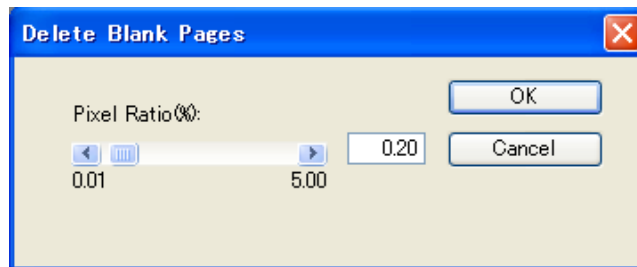 Delete Blank Pages
OK
Pixel Ratio(%):
0.20
Cancel
0.01
5.00